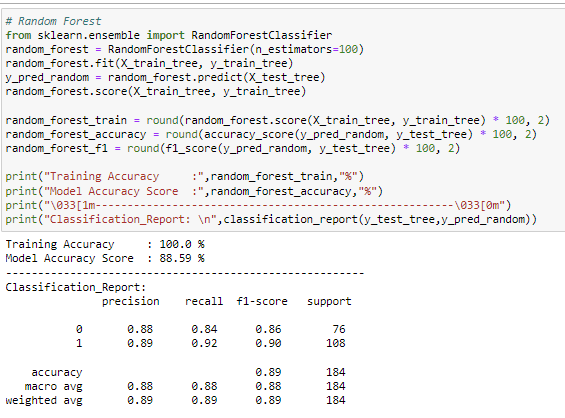 # Random Forest
from sklearn.ensemble import RandomForestClassifier
random_forest = RandomForestClassifier(n_estimators=100)
random_forest.fit(X_train_tree, y_train_tree)
y_pred_random = random_forest.predict(X_test_tree)
random_forest.score(X_train_tree, y_train_tree)

random_forest_train = round(random_forest.score(X_train_tree, y_train_tree) * 100, 2)
random_forest_accuracy = round(accuracy_score(y_pred_random, y_test_tree) * 100, 2)
random_forest_f1 = round(f1_score(y_pred_random, y_test_tree) * 100, 2)

print("Training Accuracy    :",random_forest_train,"%")
print("Model Accuracy Score :",random_forest_accuracy,"%")
print("\033[1m--------------------------------------------------------\033[0m")
print("Classification_Report: \n",classification_report(y_test_tree,y_pred_random))

Training Accuracy    : 100.0 %
Model Accuracy Score : 88.59 %
--------------------------------------------------------
Classification_Report:
              precision    recall  f1-score   support

           0       0.88      0.84      0.86        76
           1       0.89      0.92      0.90       108

    accuracy                           0.89       184
   macro avg       0.88      0.88      0.88       184
weighted avg       0.89      0.89      0.89       184